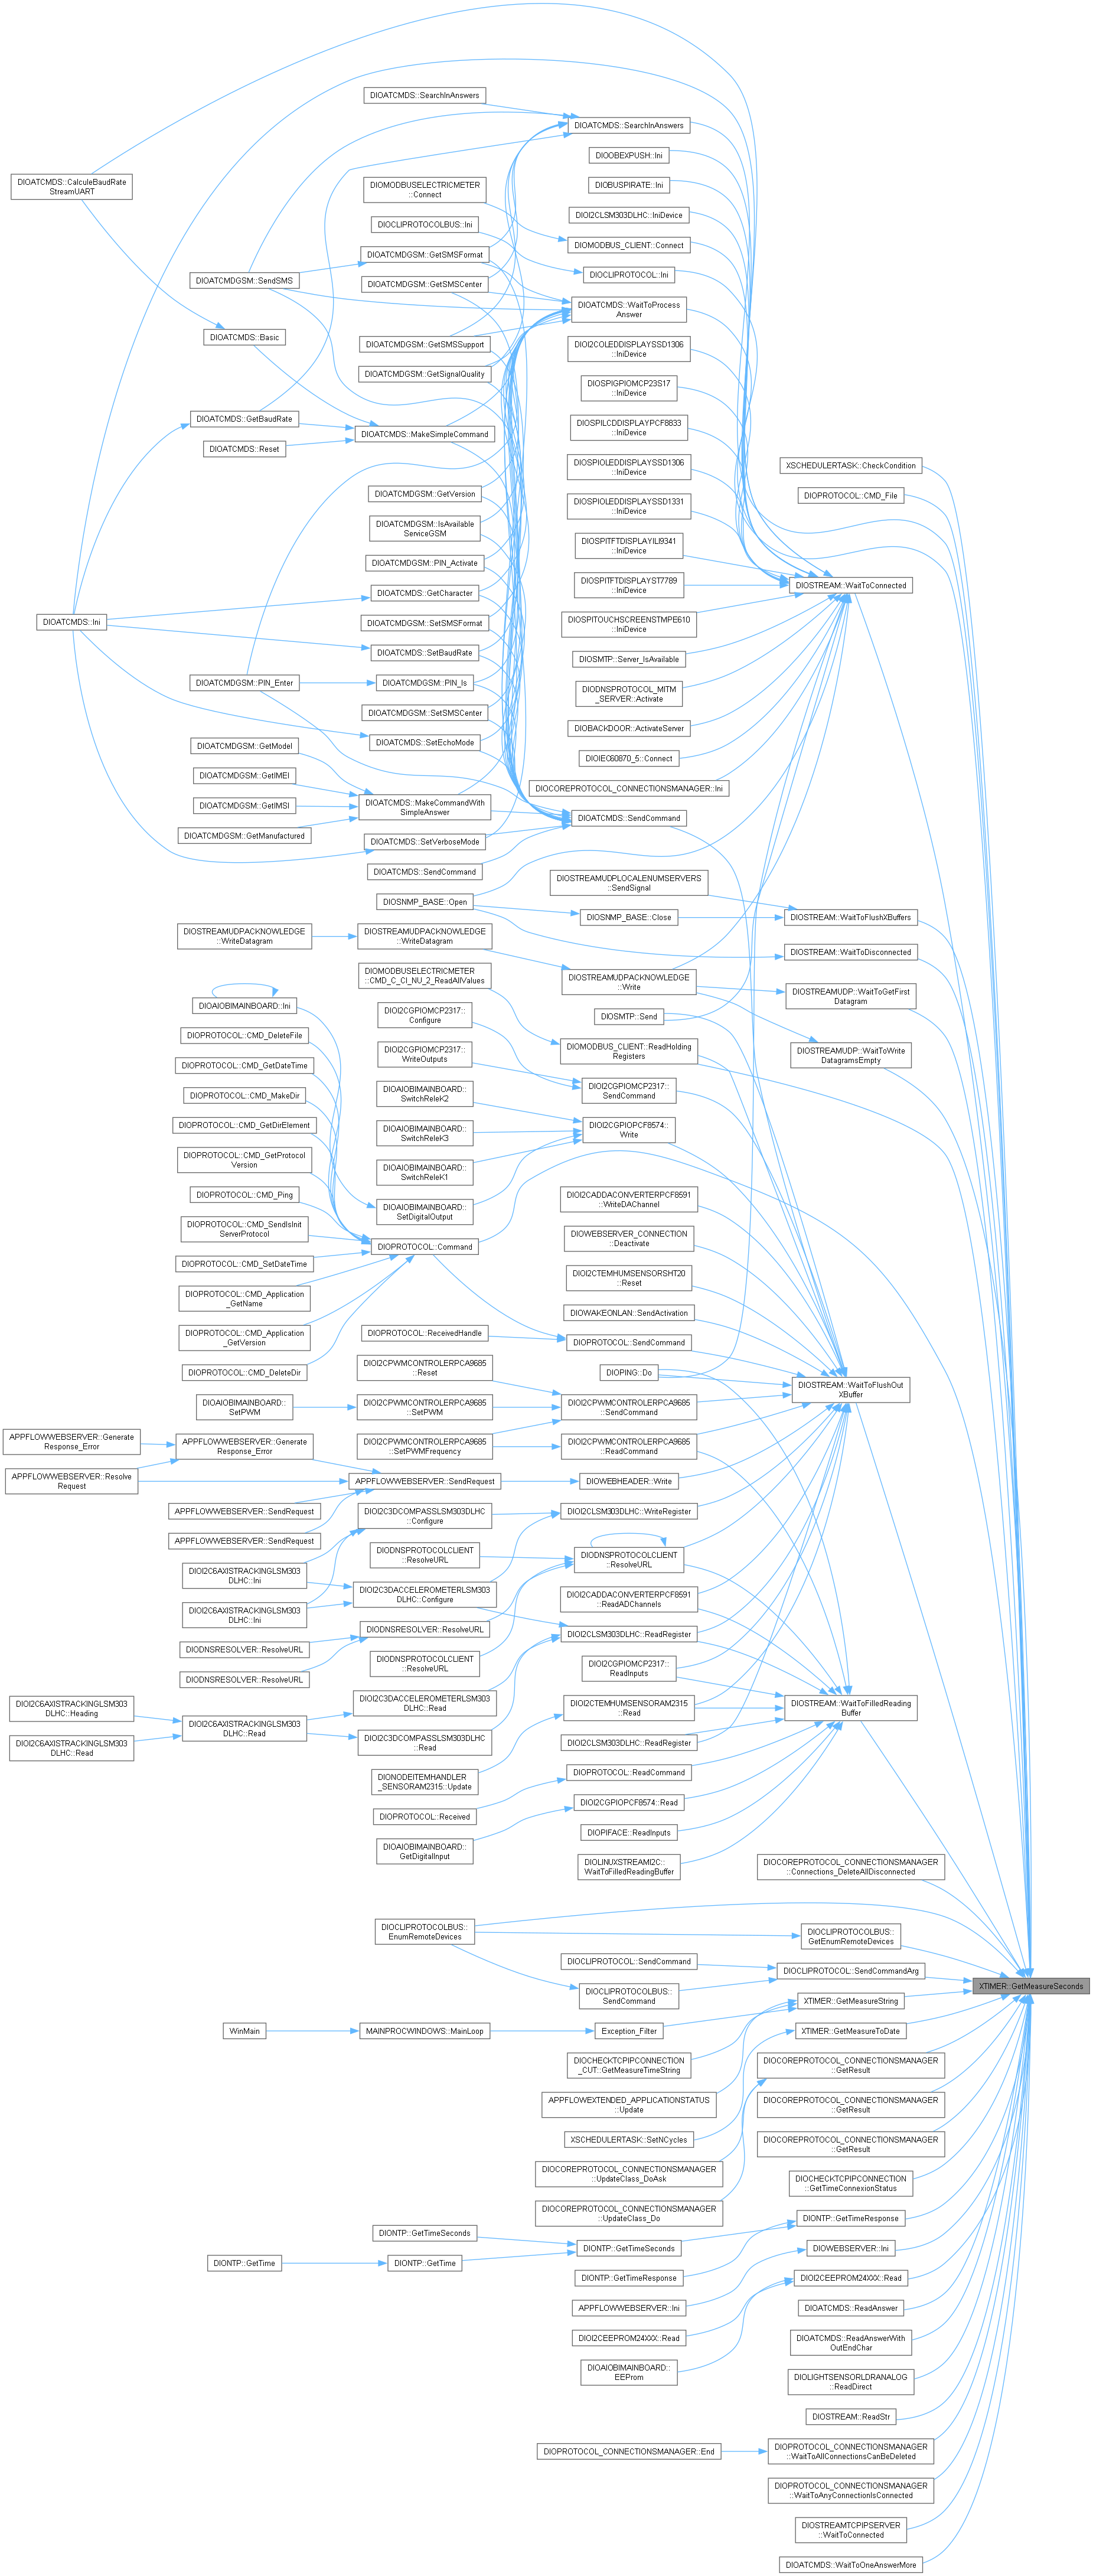 DIOATCMDS::SearchInAnswers
DIOATCMDS::SearchInAnswers
DIOOBEXPUSH::Ini
DIOATCMDS::CalculeBaudRate
StreamUART
DIOMODBUSELECTRICMETER
::Connect
DIOBUSPIRATE::Ini
DIOI2CLSM303DLHC::IniDevice
DIOCLIPROTOCOLBUS::Ini
DIOMODBUS_CLIENT::Connect
DIOATCMDGSM::GetSMSFormat
DIOCLIPROTOCOL::Ini
DIOATCMDGSM::SendSMS
DIOATCMDGSM::GetSMSCenter
DIOATCMDS::WaitToProcess
Answer
DIOATCMDS::Basic
DIOATCMDGSM::GetSMSSupport
DIOI2COLEDDISPLAYSSD1306
::IniDevice
DIOATCMDGSM::GetSignalQuality
DIOSPIGPIOMCP23S17
::IniDevice
DIOATCMDS::GetBaudRate
DIOATCMDS::MakeSimpleCommand
DIOSPILCDDISPLAYPCF8833
::IniDevice
DIOATCMDS::Reset
DIOSPIOLEDDISPLAYSSD1306
::IniDevice
XSCHEDULERTASK::CheckCondition
DIOATCMDGSM::GetVersion
DIOPROTOCOL::CMD_File
DIOSPIOLEDDISPLAYSSD1331
::IniDevice
DIOATCMDGSM::IsAvailable
ServiceGSM
DIOSPITFTDISPLAYILI9341
::IniDevice
DIOATCMDGSM::PIN_Activate
DIOSPITFTDISPLAYST7789
::IniDevice
DIOSTREAM::WaitToConnected
DIOATCMDS::GetCharacter
DIOATCMDS::Ini
DIOATCMDGSM::SetSMSFormat
DIOSPITOUCHSCREENSTMPE610
::IniDevice
DIOATCMDS::SetBaudRate
DIOSMTP::Server_IsAvailable
DIOATCMDGSM::PIN_Enter
DIOATCMDGSM::PIN_Is
DIODNSPROTOCOL_MITM
_SERVER::Activate
DIOATCMDGSM::SetSMSCenter
DIOBACKDOOR::ActivateServer
DIOATCMDGSM::GetModel
DIOATCMDS::SetEchoMode
DIOIEC60870_5::Connect
DIOATCMDGSM::GetIMEI
DIOCOREPROTOCOL_CONNECTIONSMANAGER::Ini
DIOATCMDGSM::GetIMSI
DIOATCMDS::MakeCommandWith
SimpleAnswer
DIOATCMDS::SendCommand
DIOATCMDGSM::GetManufactured
DIOATCMDS::SetVerboseMode
DIOATCMDS::SendCommand
DIOSTREAMUDPLOCALENUMSERVERS
::SendSignal
DIOSNMP_BASE::Open
DIOSNMP_BASE::Close
DIOSTREAM::WaitToFlushXBuffers
DIOSTREAMUDPACKNOWLEDGE
::WriteDatagram
DIOSTREAMUDPACKNOWLEDGE
::WriteDatagram
DIOSTREAM::WaitToDisconnected
DIOMODBUSELECTRICMETER
::CMD_C_CI_NU_2_ReadAllValues
DIOSTREAMUDPACKNOWLEDGE
::Write
DIOSTREAMUDP::WaitToGetFirst
Datagram
DIOAIOBIMAINBOARD::Ini
DIOI2CGPIOMCP2317::
Configure
DIOSMTP::Send
DIOPROTOCOL::CMD_DeleteFile
DIOMODBUS_CLIENT::ReadHolding
Registers
DIOSTREAMUDP::WaitToWrite
DatagramsEmpty
DIOPROTOCOL::CMD_GetDateTime
DIOI2CGPIOMCP2317::
WriteOutputs
DIOI2CGPIOMCP2317::
SendCommand
DIOPROTOCOL::CMD_MakeDir
DIOAIOBIMAINBOARD::
SwitchReleK2
DIOPROTOCOL::CMD_GetDirElement
DIOAIOBIMAINBOARD::
SwitchReleK3
DIOI2CGPIOPCF8574::
Write
DIOPROTOCOL::CMD_GetProtocol
Version
DIOAIOBIMAINBOARD::
SwitchReleK1
DIOPROTOCOL::CMD_Ping
DIOAIOBIMAINBOARD::
SetDigitalOutput
DIOI2CADDACONVERTERPCF8591
::WriteDAChannel
DIOPROTOCOL::CMD_SendIsInit
ServerProtocol
DIOPROTOCOL::Command
DIOWEBSERVER_CONNECTION
::Deactivate
DIOPROTOCOL::CMD_SetDateTime
DIOI2CTEMHUMSENSORSHT20
::Reset
DIOPROTOCOL::CMD_Application
_GetName
DIOWAKEONLAN::SendActivation
DIOPROTOCOL::CMD_Application
_GetVersion
DIOPROTOCOL::ReceivedHandle
DIOPROTOCOL::SendCommand
DIOPROTOCOL::CMD_DeleteDir
DIOI2CPWMCONTROLERPCA9685
::Reset
DIOPING::Do
DIOSTREAM::WaitToFlushOut
XBuffer
DIOAIOBIMAINBOARD::
SetPWM
DIOI2CPWMCONTROLERPCA9685
::SetPWM
DIOI2CPWMCONTROLERPCA9685
::SendCommand
APPFLOWWEBSERVER::Generate
Response_Error
APPFLOWWEBSERVER::Generate
Response_Error
DIOI2CPWMCONTROLERPCA9685
::SetPWMFrequency
DIOI2CPWMCONTROLERPCA9685
::ReadCommand
APPFLOWWEBSERVER::Resolve
Request
APPFLOWWEBSERVER::SendRequest
DIOWEBHEADER::Write
APPFLOWWEBSERVER::SendRequest
DIOI2C3DCOMPASSLSM303DLHC
::Configure
DIOI2CLSM303DLHC::WriteRegister
APPFLOWWEBSERVER::SendRequest
DIODNSPROTOCOLCLIENT
::ResolveURL
DIODNSPROTOCOLCLIENT
::ResolveURL
DIOI2C6AXISTRACKINGLSM303
DLHC::Ini
DIOI2C3DACCELEROMETERLSM303
DLHC::Configure
DIOI2CADDACONVERTERPCF8591
::ReadADChannels
DIOI2C6AXISTRACKINGLSM303
DLHC::Ini
DIODNSRESOLVER::ResolveURL
DIOI2CLSM303DLHC::ReadRegister
DIODNSRESOLVER::ResolveURL
DIODNSPROTOCOLCLIENT
::ResolveURL
DIOI2CGPIOMCP2317::
ReadInputs
DIODNSRESOLVER::ResolveURL
DIOI2C6AXISTRACKINGLSM303
DLHC::Heading
DIOI2C3DACCELEROMETERLSM303
DLHC::Read
DIOI2CTEMHUMSENSORAM2315
::Read
DIOSTREAM::WaitToFilledReading
Buffer
DIOI2C6AXISTRACKINGLSM303
DLHC::Read
DIOI2C6AXISTRACKINGLSM303
DLHC::Read
DIOI2C3DCOMPASSLSM303DLHC
::Read
DIOI2CLSM303DLHC::ReadRegister
DIONODEITEMHANDLER
_SENSORAM2315::Update
DIOPROTOCOL::ReadCommand
DIOPROTOCOL::Received
DIOI2CGPIOPCF8574::Read
DIOAIOBIMAINBOARD::
GetDigitalInput
DIOPIFACE::ReadInputs
DIOLINUXSTREAMI2C::
WaitToFilledReadingBuffer
DIOCOREPROTOCOL_CONNECTIONSMANAGER
::Connections_DeleteAllDisconnected
DIOCLIPROTOCOLBUS::
EnumRemoteDevices
DIOCLIPROTOCOLBUS::
GetEnumRemoteDevices
DIOCLIPROTOCOL::SendCommand
DIOCLIPROTOCOL::SendCommandArg
XTIMER::GetMeasureSeconds
DIOCLIPROTOCOLBUS::
SendCommand
XTIMER::GetMeasureString
WinMain
MAINPROCWINDOWS::MainLoop
Exception_Filter
XTIMER::GetMeasureToDate
DIOCHECKTCPIPCONNECTION
_CUT::GetMeasureTimeString
DIOCOREPROTOCOL_CONNECTIONSMANAGER
::GetResult
APPFLOWEXTENDED_APPLICATIONSTATUS
::Update
DIOCOREPROTOCOL_CONNECTIONSMANAGER
::GetResult
XSCHEDULERTASK::SetNCycles
DIOCOREPROTOCOL_CONNECTIONSMANAGER
::GetResult
DIOCOREPROTOCOL_CONNECTIONSMANAGER
::UpdateClass_DoAsk
DIOCHECKTCPIPCONNECTION
::GetTimeConnexionStatus
DIOCOREPROTOCOL_CONNECTIONSMANAGER
::UpdateClass_Do
DIONTP::GetTimeResponse
DIONTP::GetTimeSeconds
DIONTP::GetTimeSeconds
DIOWEBSERVER::Ini
DIONTP::GetTime
DIONTP::GetTime
DIONTP::GetTimeResponse
DIOI2CEEPROM24XXX::Read
APPFLOWWEBSERVER::Ini
DIOATCMDS::ReadAnswer
DIOI2CEEPROM24XXX::Read
DIOATCMDS::ReadAnswerWith
OutEndChar
DIOAIOBIMAINBOARD::
EEProm
DIOLIGHTSENSORLDRANALOG
::ReadDirect
DIOSTREAM::ReadStr
DIOPROTOCOL_CONNECTIONSMANAGER::End
DIOPROTOCOL_CONNECTIONSMANAGER
::WaitToAllConnectionsCanBeDeleted
DIOPROTOCOL_CONNECTIONSMANAGER
::WaitToAnyConnectionIsConnected
DIOSTREAMTCPIPSERVER
::WaitToConnected
DIOATCMDS::WaitToOneAnswerMore